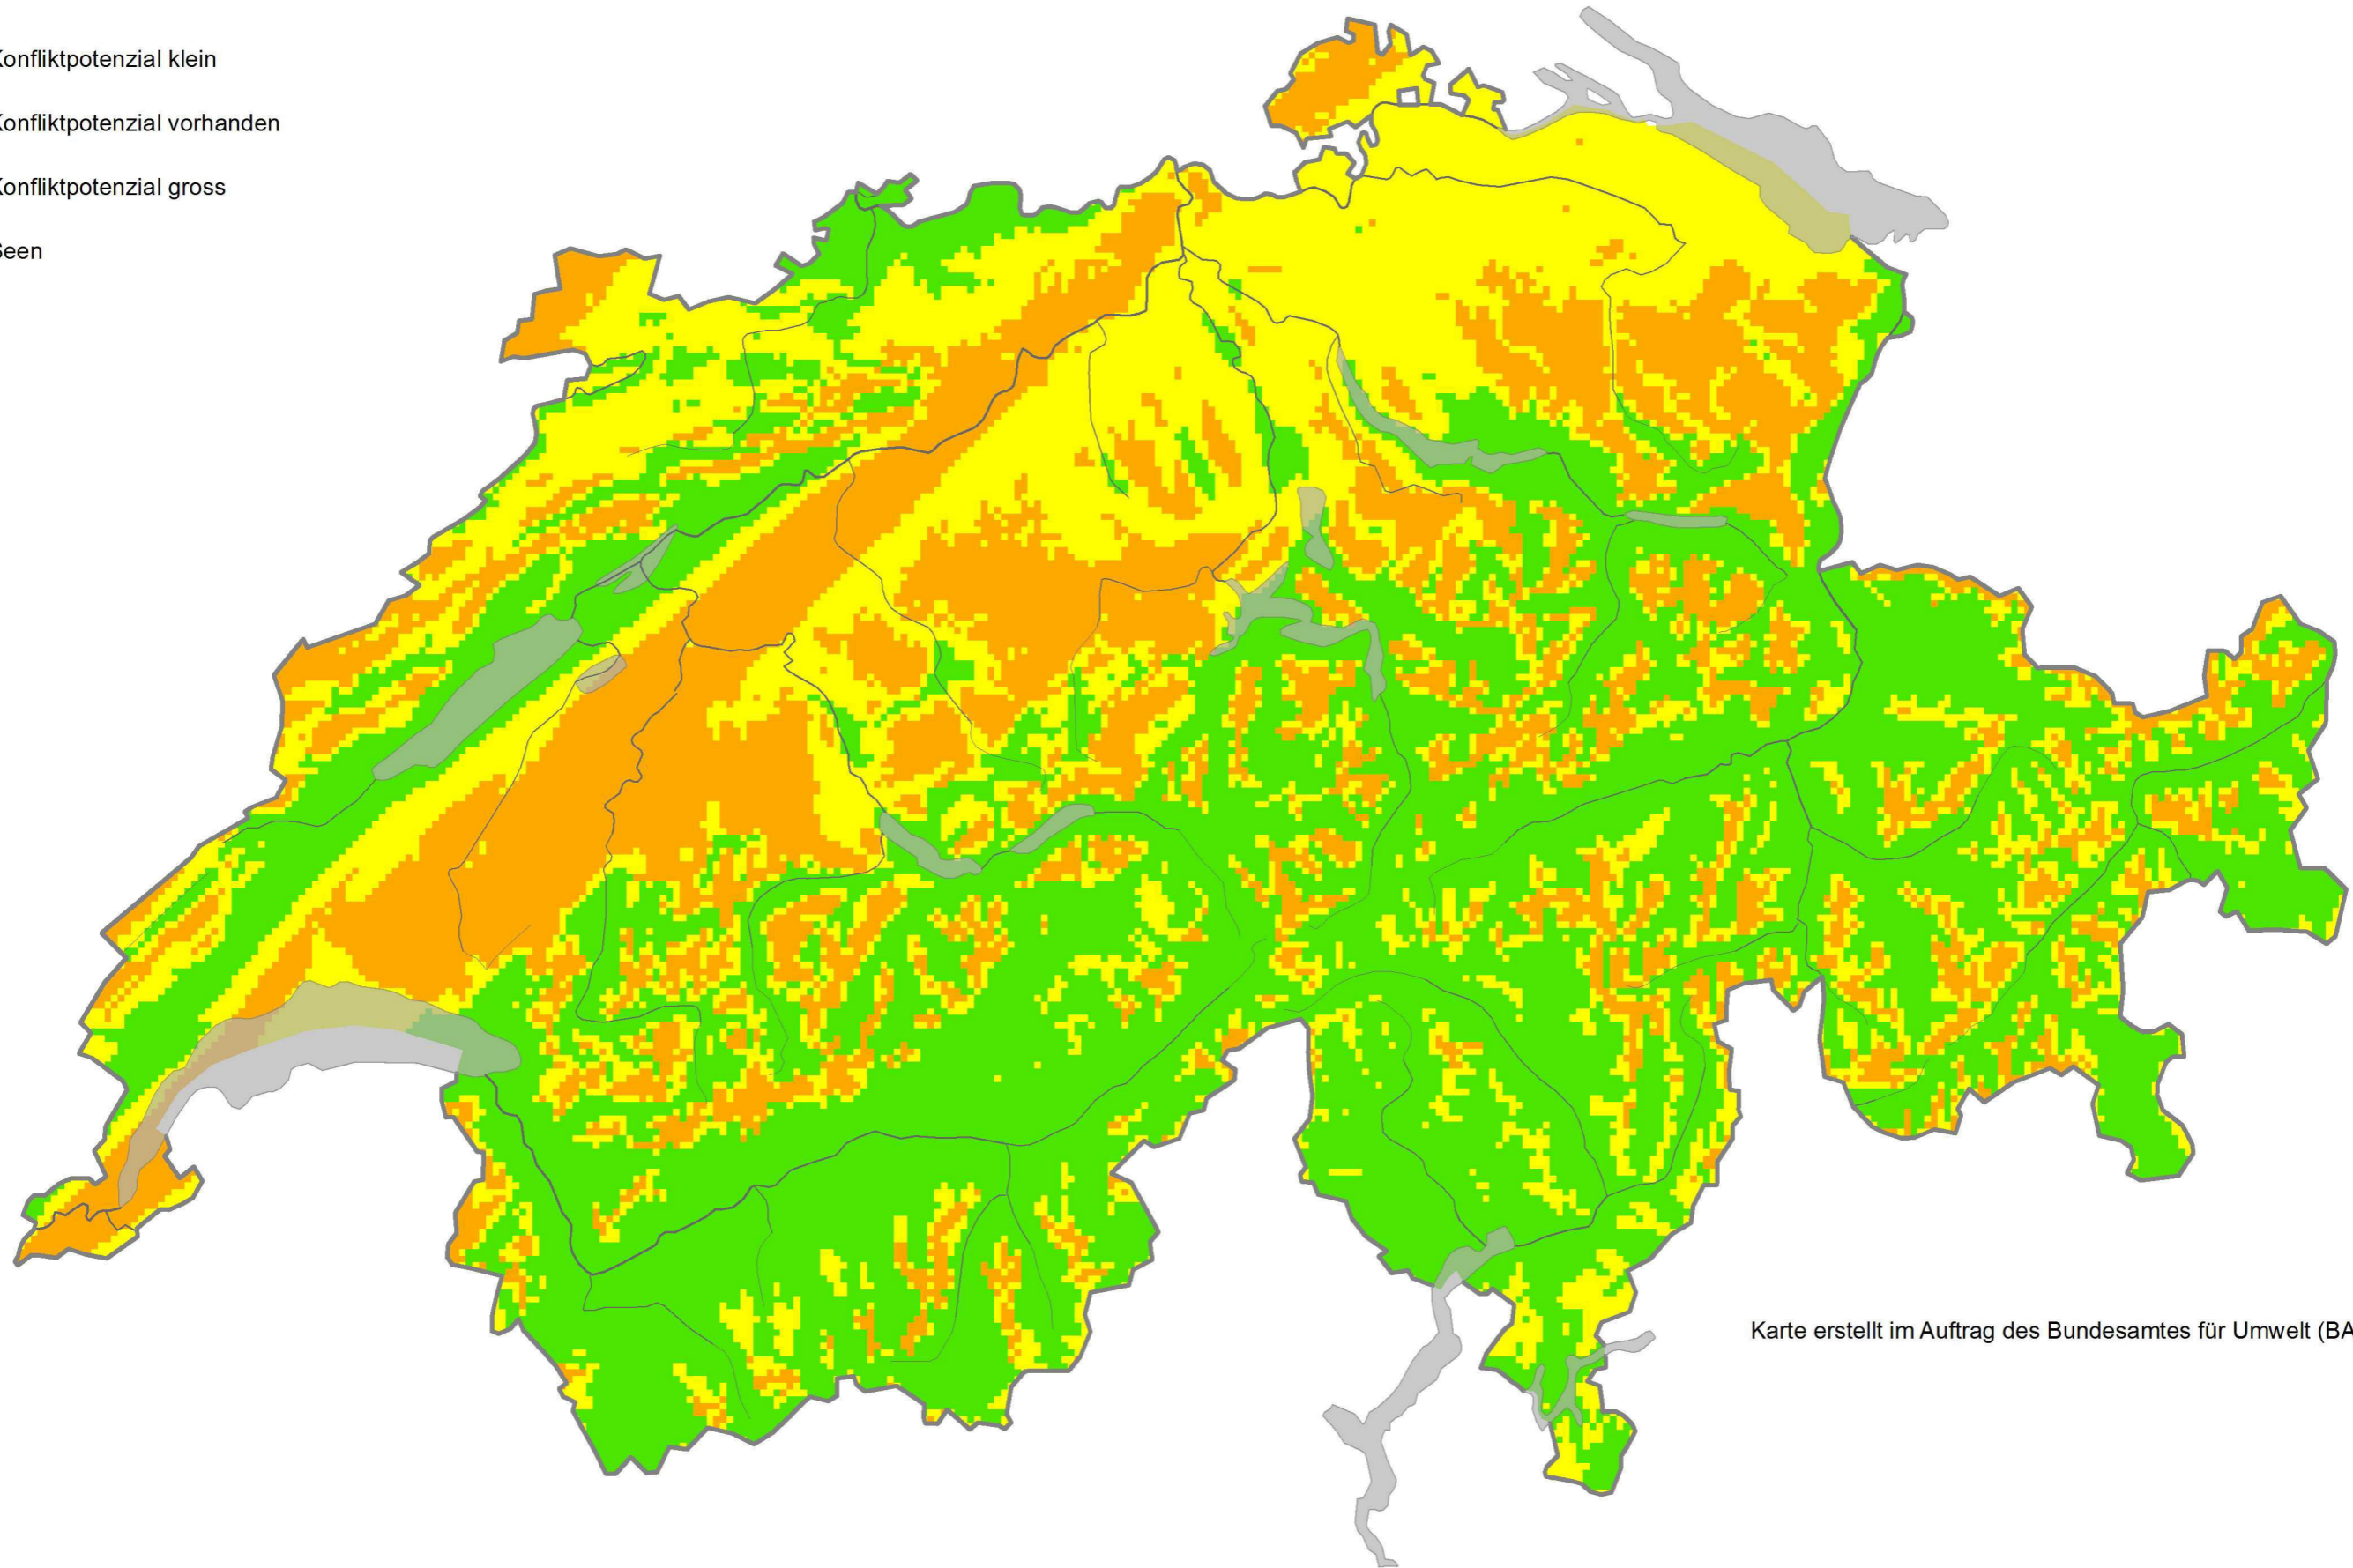 Konfliktpotenzial klein
Konfliktpotenzial vorhanden
Konfliktpotenzial gross
Seen
Karte erstellt im Auftrag des Bundesamtes für Umwelt (BA